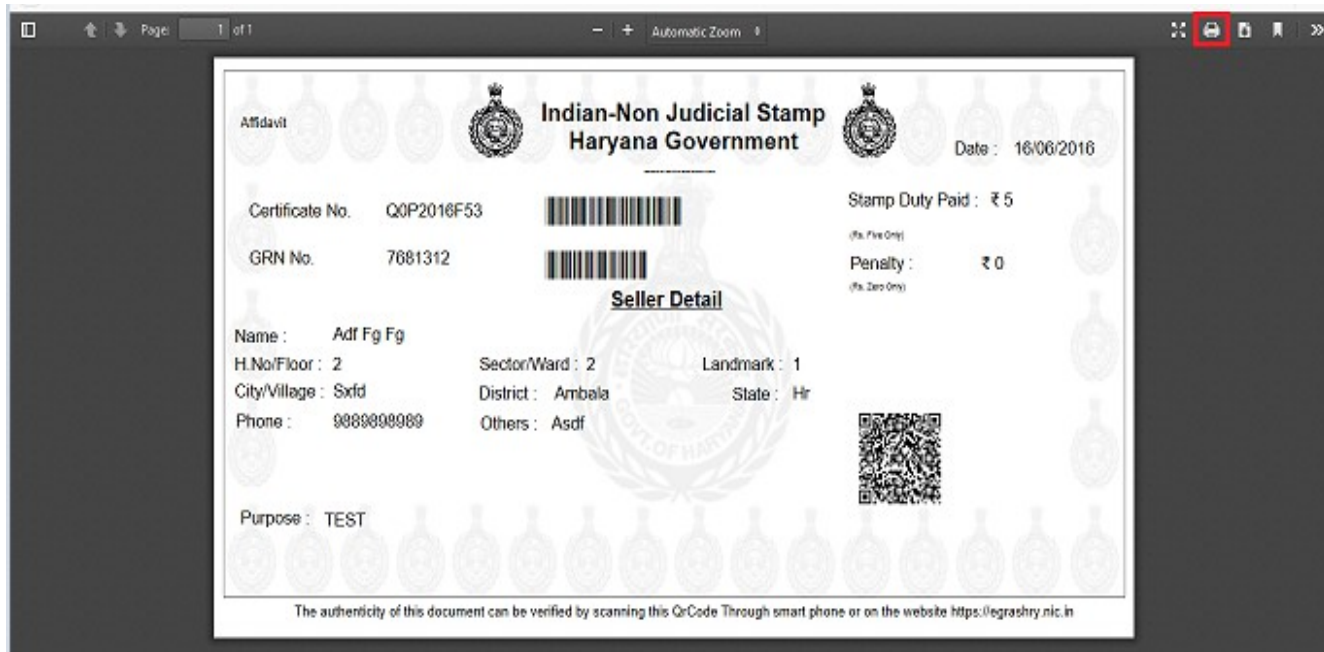 Page: 1 of 1 − + Automatic Zoom
Affidavit
Indian-Non Judicial Stamp
Haryana Government
Date : 16/06/2016
Certificate No. Q0P2016F53
Stamp Duty Paid : ₹ 5
(Rs. Five Only)
GRN No. 7681312
Penalty : ₹ 0
(Rs. Zero Only)
Seller Detail
Name : Adf Fg Fg
H.No/Floor : 2 Sector/Ward : 2 Landmark : 1
City/Village : Sxfd District : Ambala State : Hr
Phone : 9889898989 Others : Asdf
GOVT. OF HARYANA
Purpose : TEST
The authenticity of this document can be verified by scanning this QrCode Through smart phone or on the website https://egrashry.nic.in